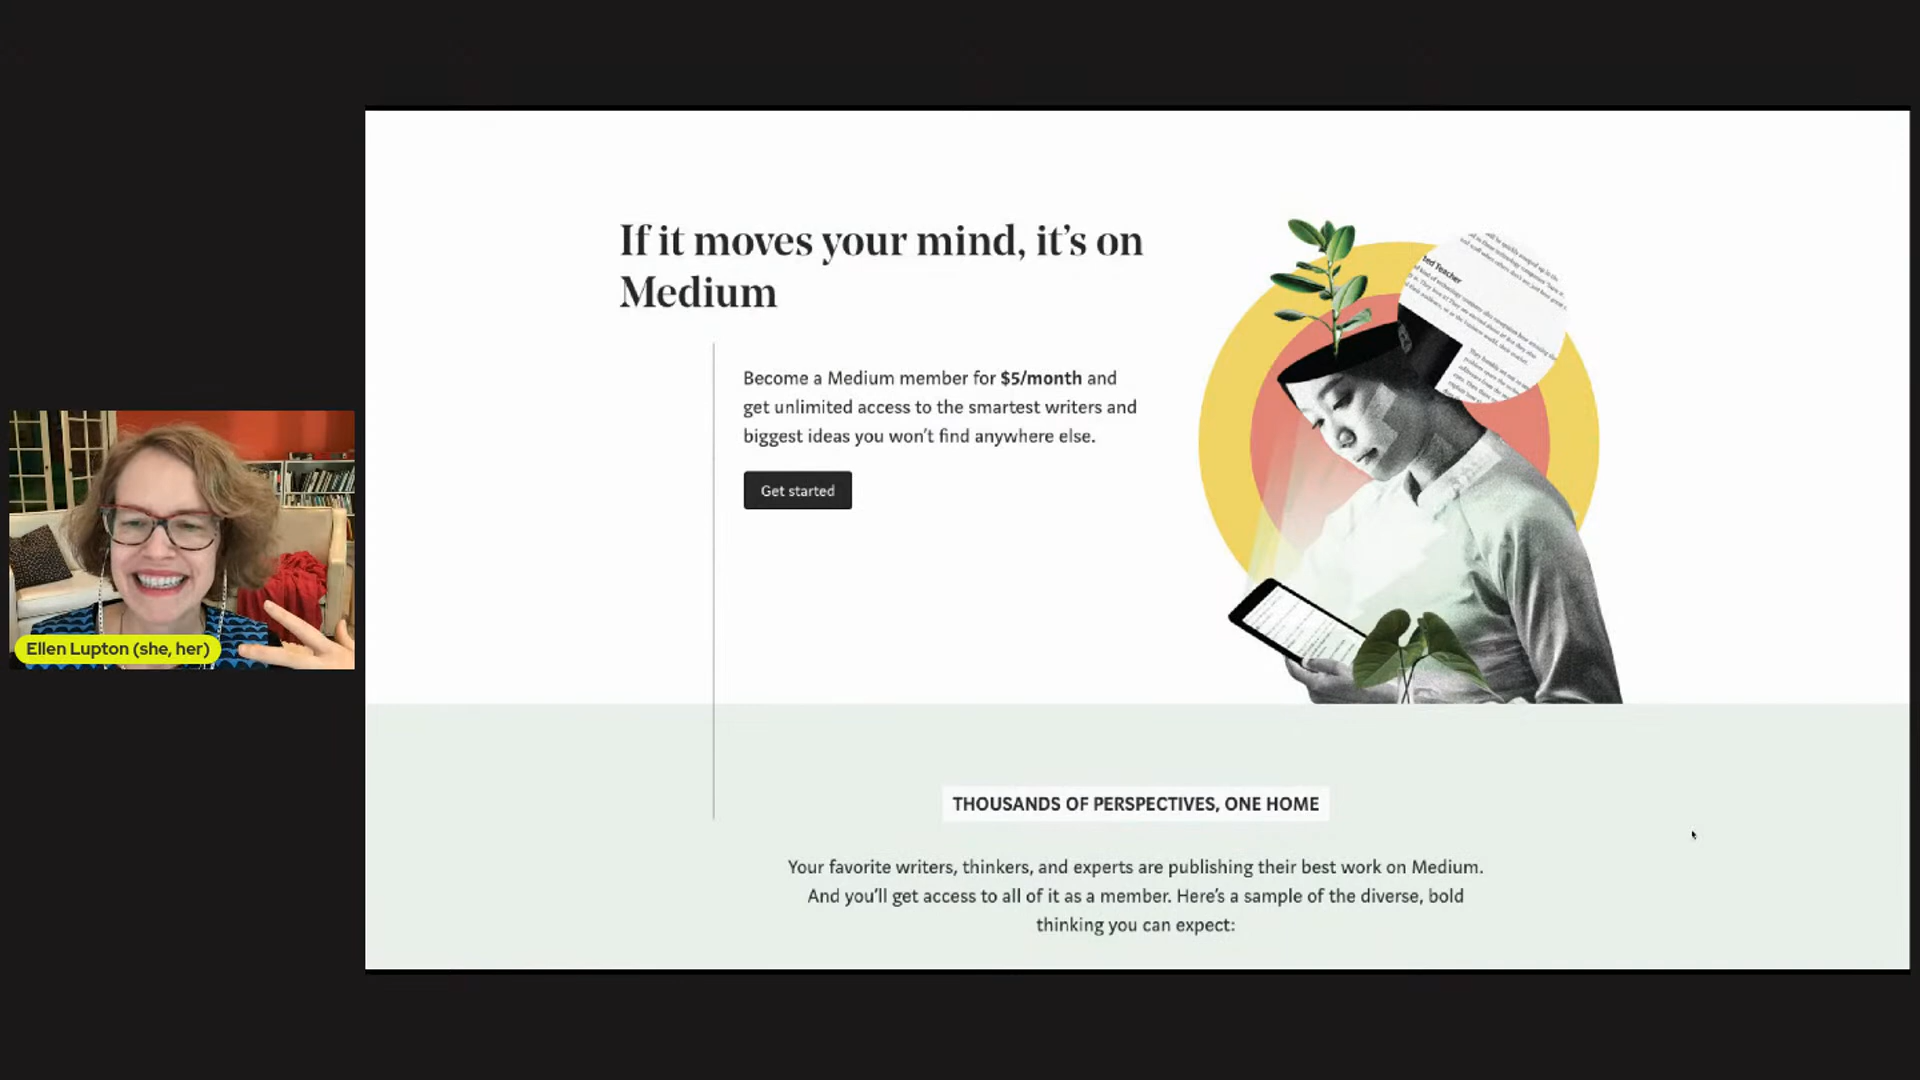 If it moves your mind, it's on
Medium
Become a Medium member for $5/month and
get unlimited access to the smartest writers and
biggest ideas you won't find anywhere else.
Get started
ted Teacher
Ellen Lupton (she, her)
THOUSANDS OF PERSPECTIVES, ONE HOME
Your favorite writers, thinkers, and experts are publishing their best work on Medium.
And you'll get access to all of it as a member. Here's a sample of the diverse, bold
thinking you can expect: